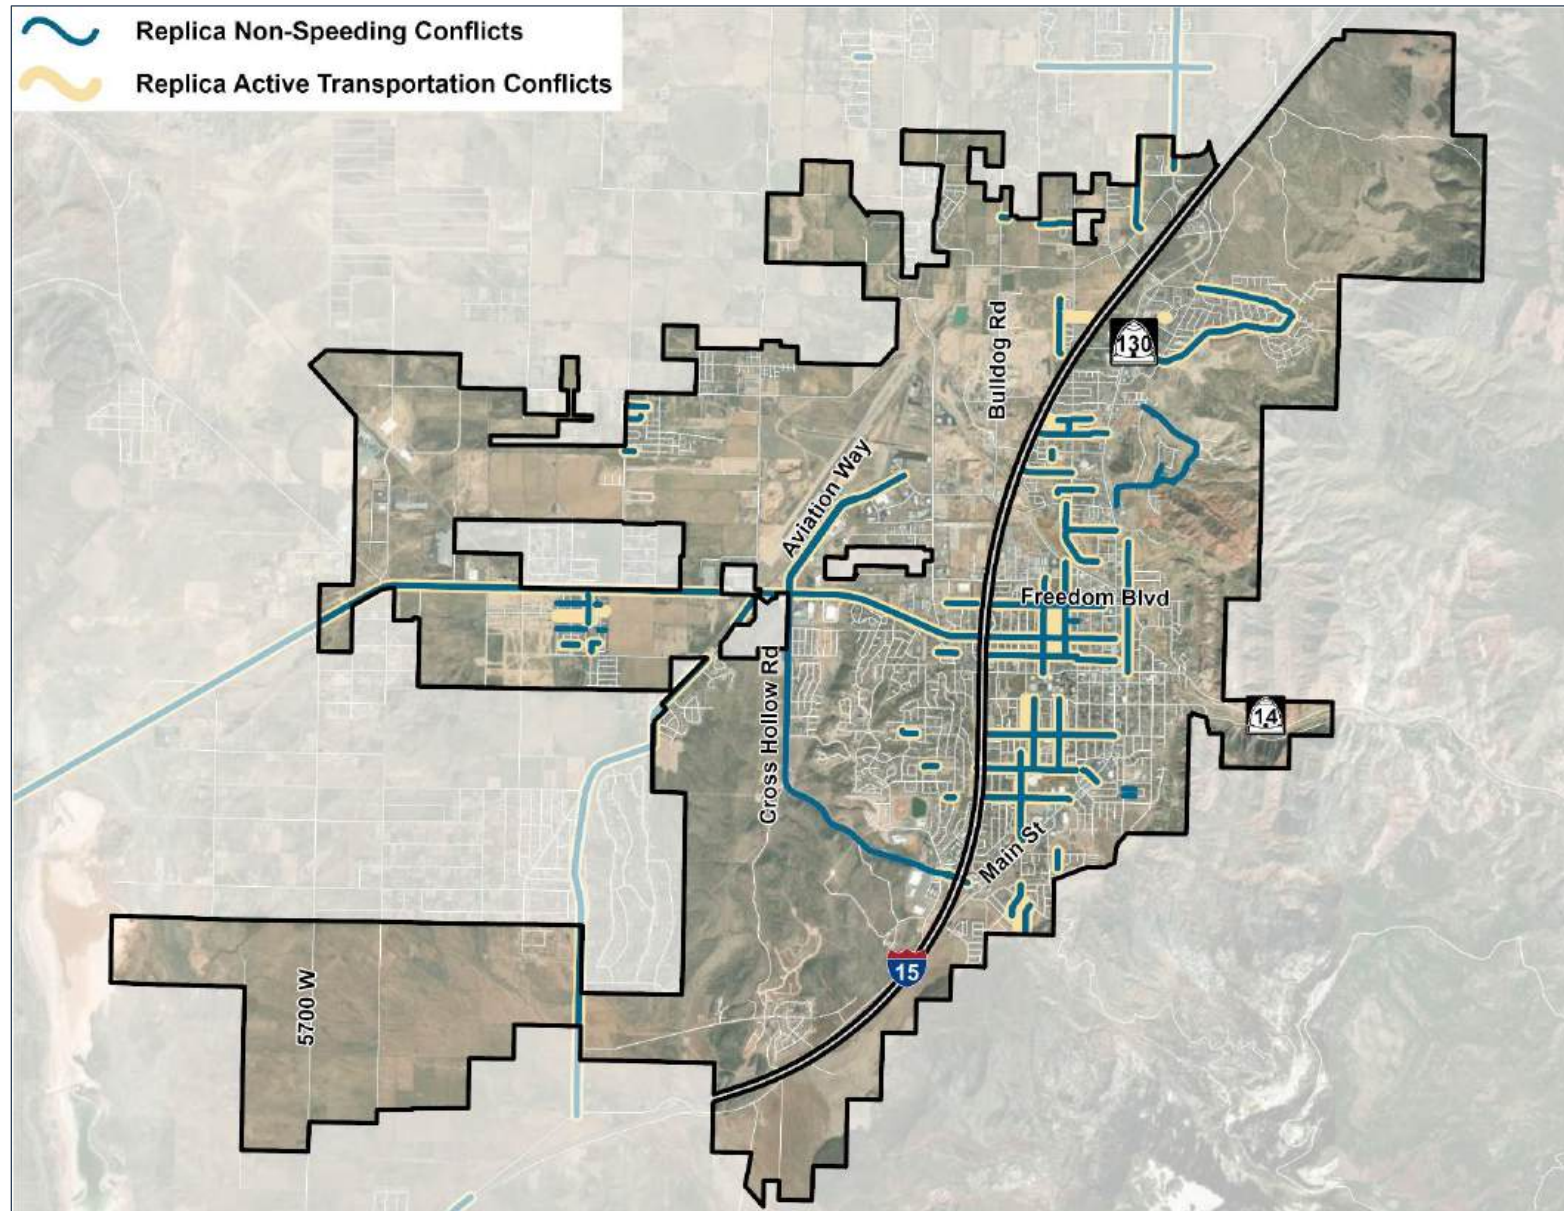 Replica Non-Speeding Conflicts
Replica Active Transportation Conflicts
Bulldog Rd
130
Aviation Way
Freedom Blvd
Cross Hollow Rd
14
Main St
15
5700 W